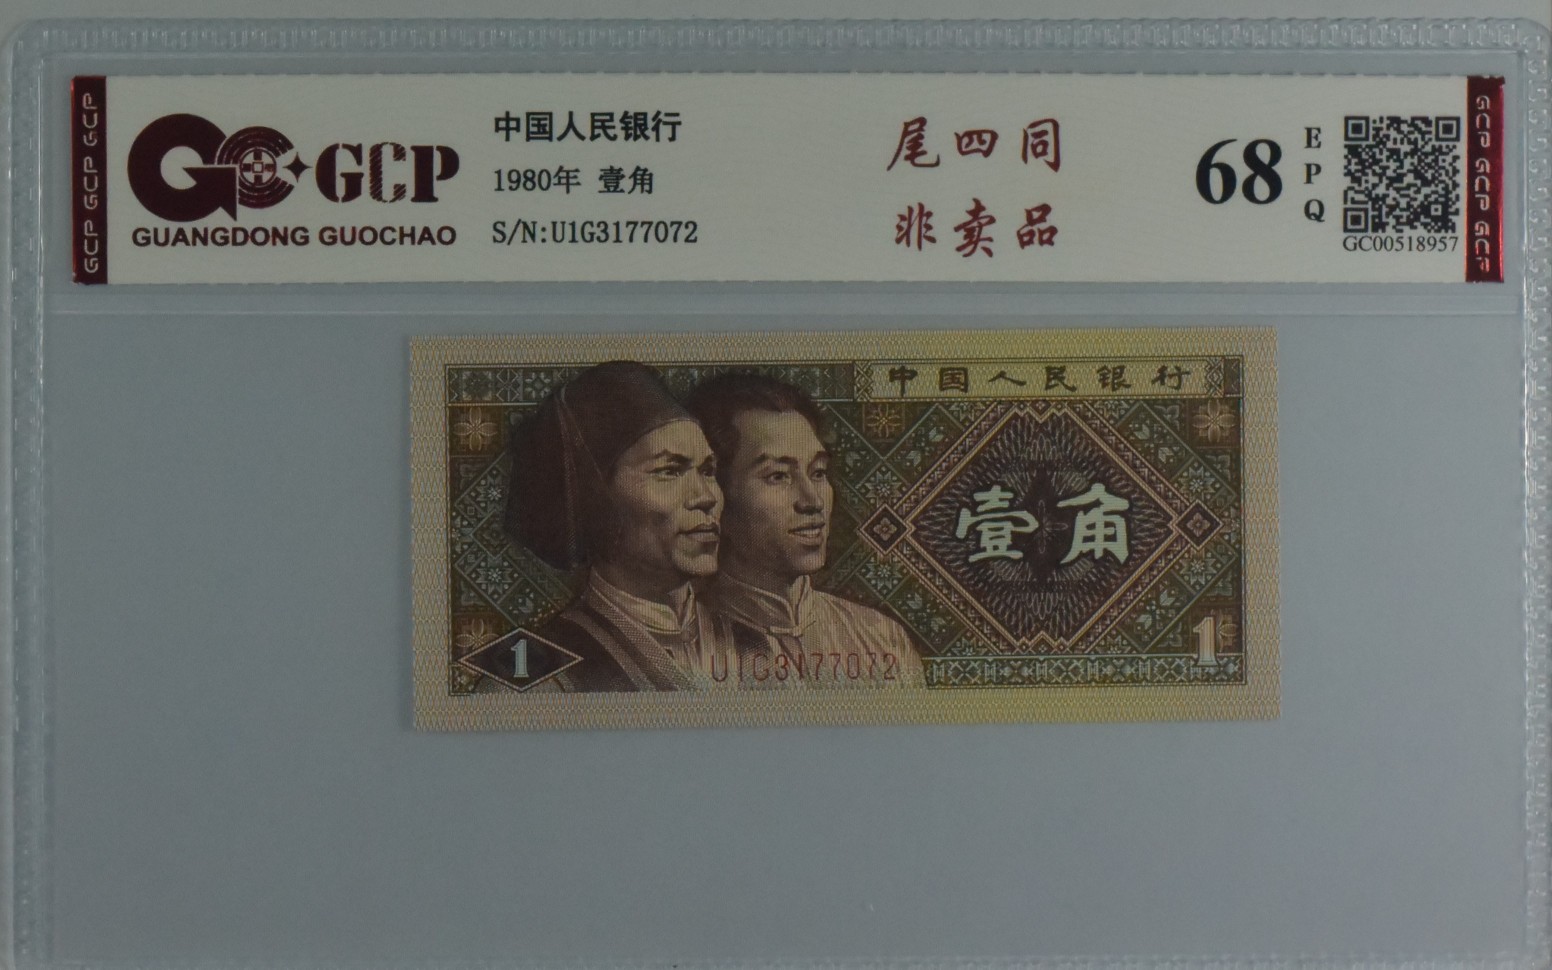 GCP GCP GCP
GCP
GUANGDONG GUOCHAO
中国人民银行
1980年 壹角
S/N:U1G3177072
尾四同
非卖品
68
EPQ
GC00518957
GCP GCP GCP
中国人民银行
壹角
1
U1G3177072
1